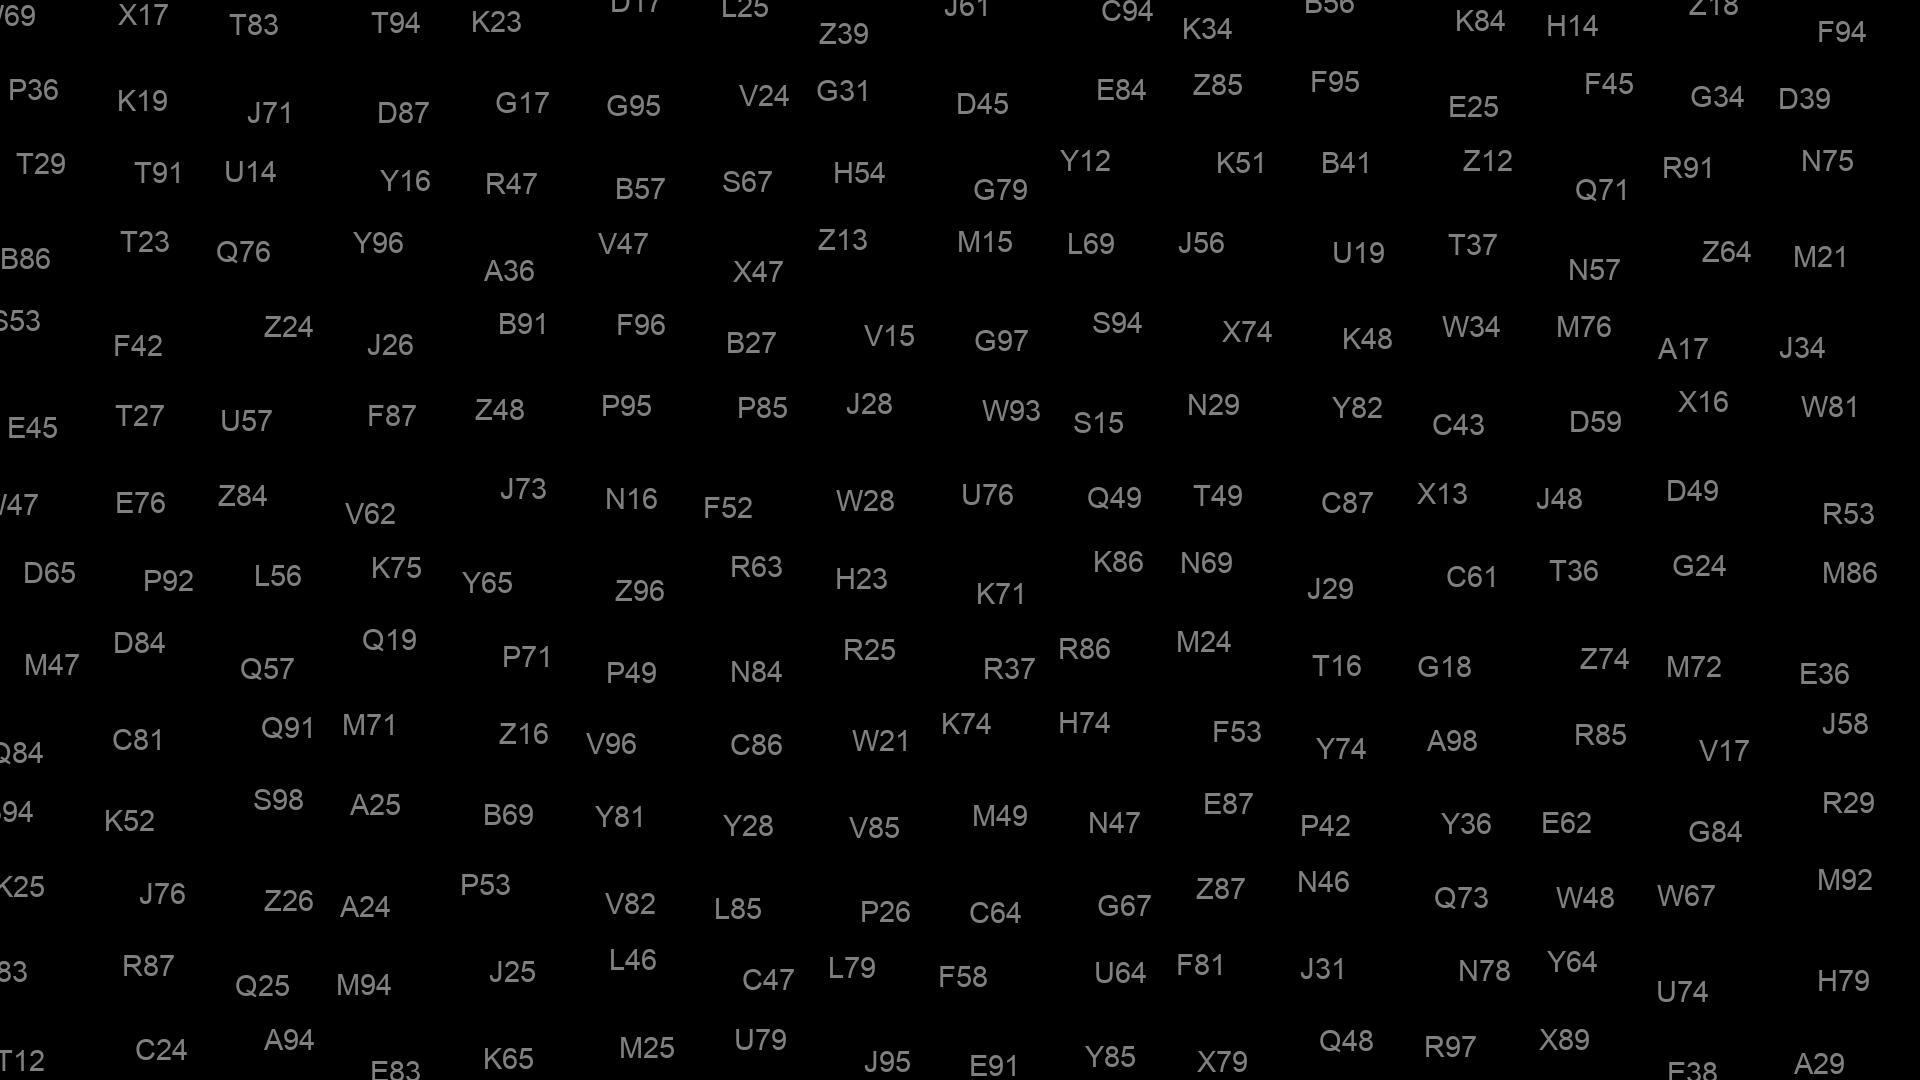 X17 T83 T94 K23 D17 L25 Z39 J61 C94 K34 B56 K84 H14 Z18 F94
P36 K19 J71 D87 G17 G95 V24 G31 D45 E84 Z85 F95 E25 F45 G34 D39
T29 T91 U14 Y16 R47 B57 S67 H54 G79 Y12 K51 B41 Z12 Q71 R91 N75
B86 T23 Q76 Y96 A36 V47 X47 Z13 M15 L69 J56 U19 T37 N57 Z64 M21
S53 F42 Z24 J26 B91 F96 B27 V15 G97 S94 X74 K48 W34 M76 A17 J34
E45 T27 U57 F87 Z48 P95 P85 J28 W93 S15 N29 Y82 C43 D59 X16 W81
E76 Z84 V62 J73 N16 F52 W28 U76 Q49 T49 C87 X13 J48 D49 R53
D65 P92 L56 K75 Y65 Z96 R63 H23 K71 K86 N69 J29 C61 T36 G24 M86
M47 D84 Q57 Q19 P71 P49 N84 R25 R37 R86 M24 T16 G18 Z74 M72 E36
Q84 C81 Q91 M71 Z16 V96 C86 W21 K74 H74 F53 Y74 A98 R85 V17 J58
K52 S98 A25 B69 Y81 Y28 V85 M49 N47 E87 P42 Y36 E62 G84 R29
K25 J76 Z26 A24 P53 V82 L85 P26 C64 G67 Z87 N46 Q73 W48 W67 M92
83 R87 Q25 M94 J25 L46 C47 L79 F58 U64 F81 J31 N78 Y64 U74 H79
T12 C24 A94 E83 K65 M25 U79 J95 E91 Y85 X79 Q48 R97 X89 A29